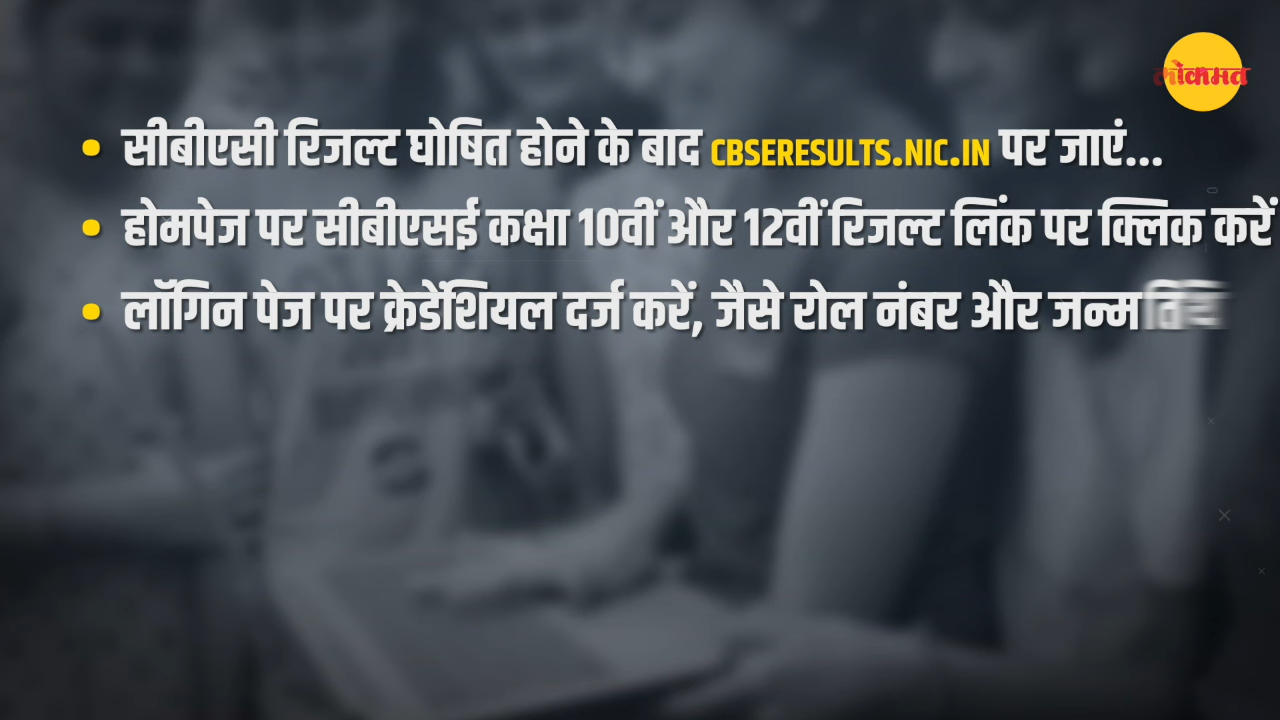 लोकमत
सीबीएसी रिजल्ट घोषित होने के बाद CBSERESULTS.NIC.IN पर जाएं...
होमपेज पर सीबीएसई कक्षा 10वीं और 12वीं रिजल्ट लिंक पर क्लिक करें
लॉगिन पेज पर क्रेडेंशियल दर्ज करें, जैसे रोल नंबर और जन्म